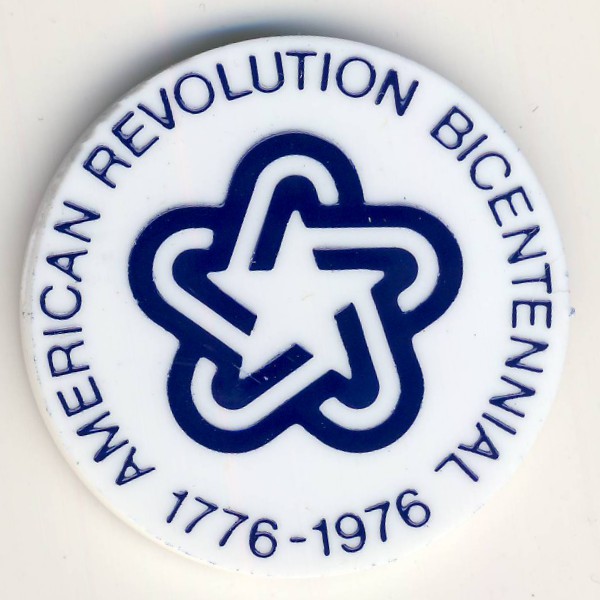 AMERICAN REVOLUTION BICENTENNIAL
1776-1976